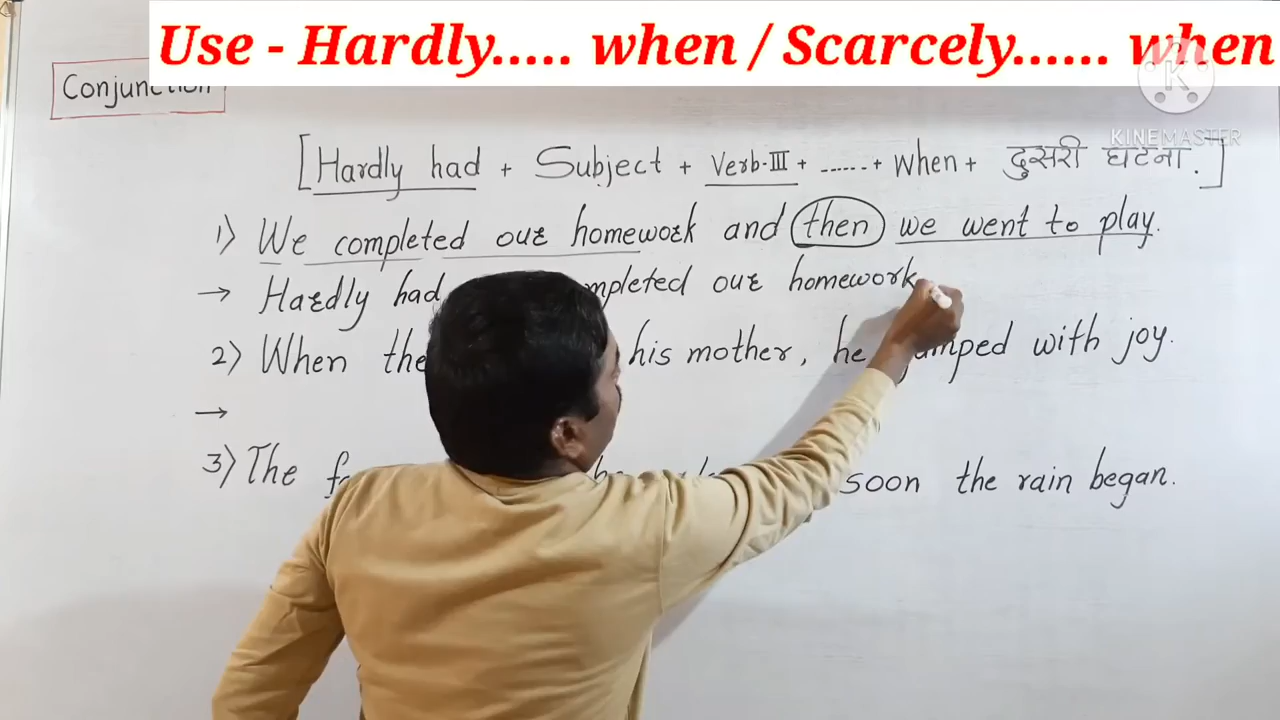 Use - Hardly..... when / Scarcely...... when
Conjunction
KINEMASTER
[Hardly had + Subject + Verb-III + ...... + when + दुसरी घटना.]
1) We completed our homework and then we went to play.
→ Hardly had completed our homework
2) When the his mother, he jumped with joy.
→
3) The soon the rain began.